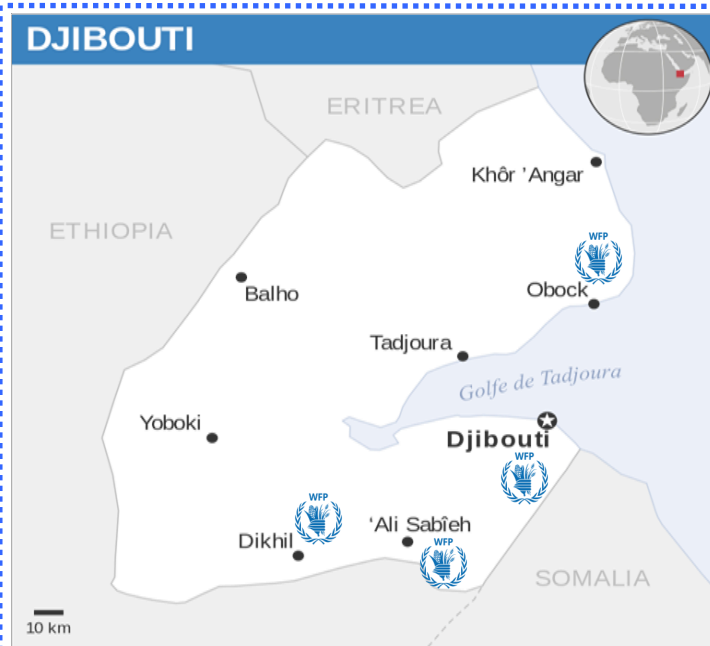 DJIBOUTI
ERITREA
Khôr ’Angar
ETHIOPIA
WFP
Balho
Obock
Tadjoura
Golfe de Tadjoura
Yoboki
Djibouti
WFP
WFP
‘Ali Sabîeh
Dikhil
WFP
SOMALIA
10 km